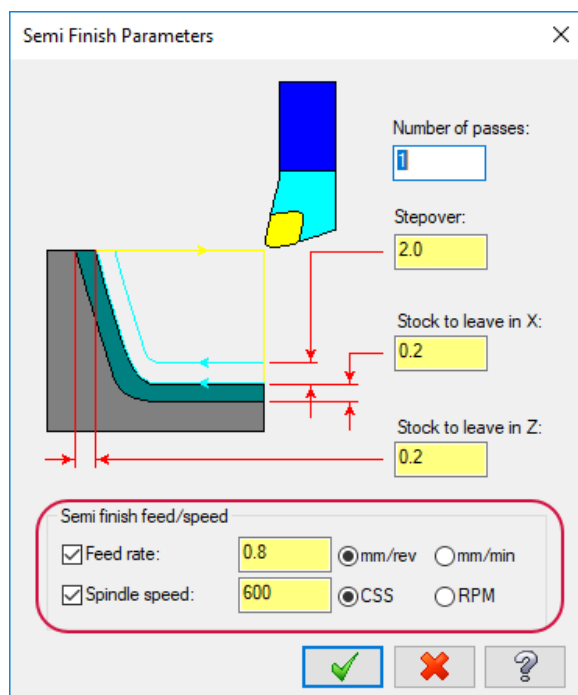 Semi Finish Parameters
Number of passes:
1
Stepover:
2.0
Stock to leave in X:
0.2
Stock to leave in Z:
0.2
Semi finish feed/speed
Feed rate: 0.8 mm/rev mm/min
Spindle speed: 600 CSS RPM